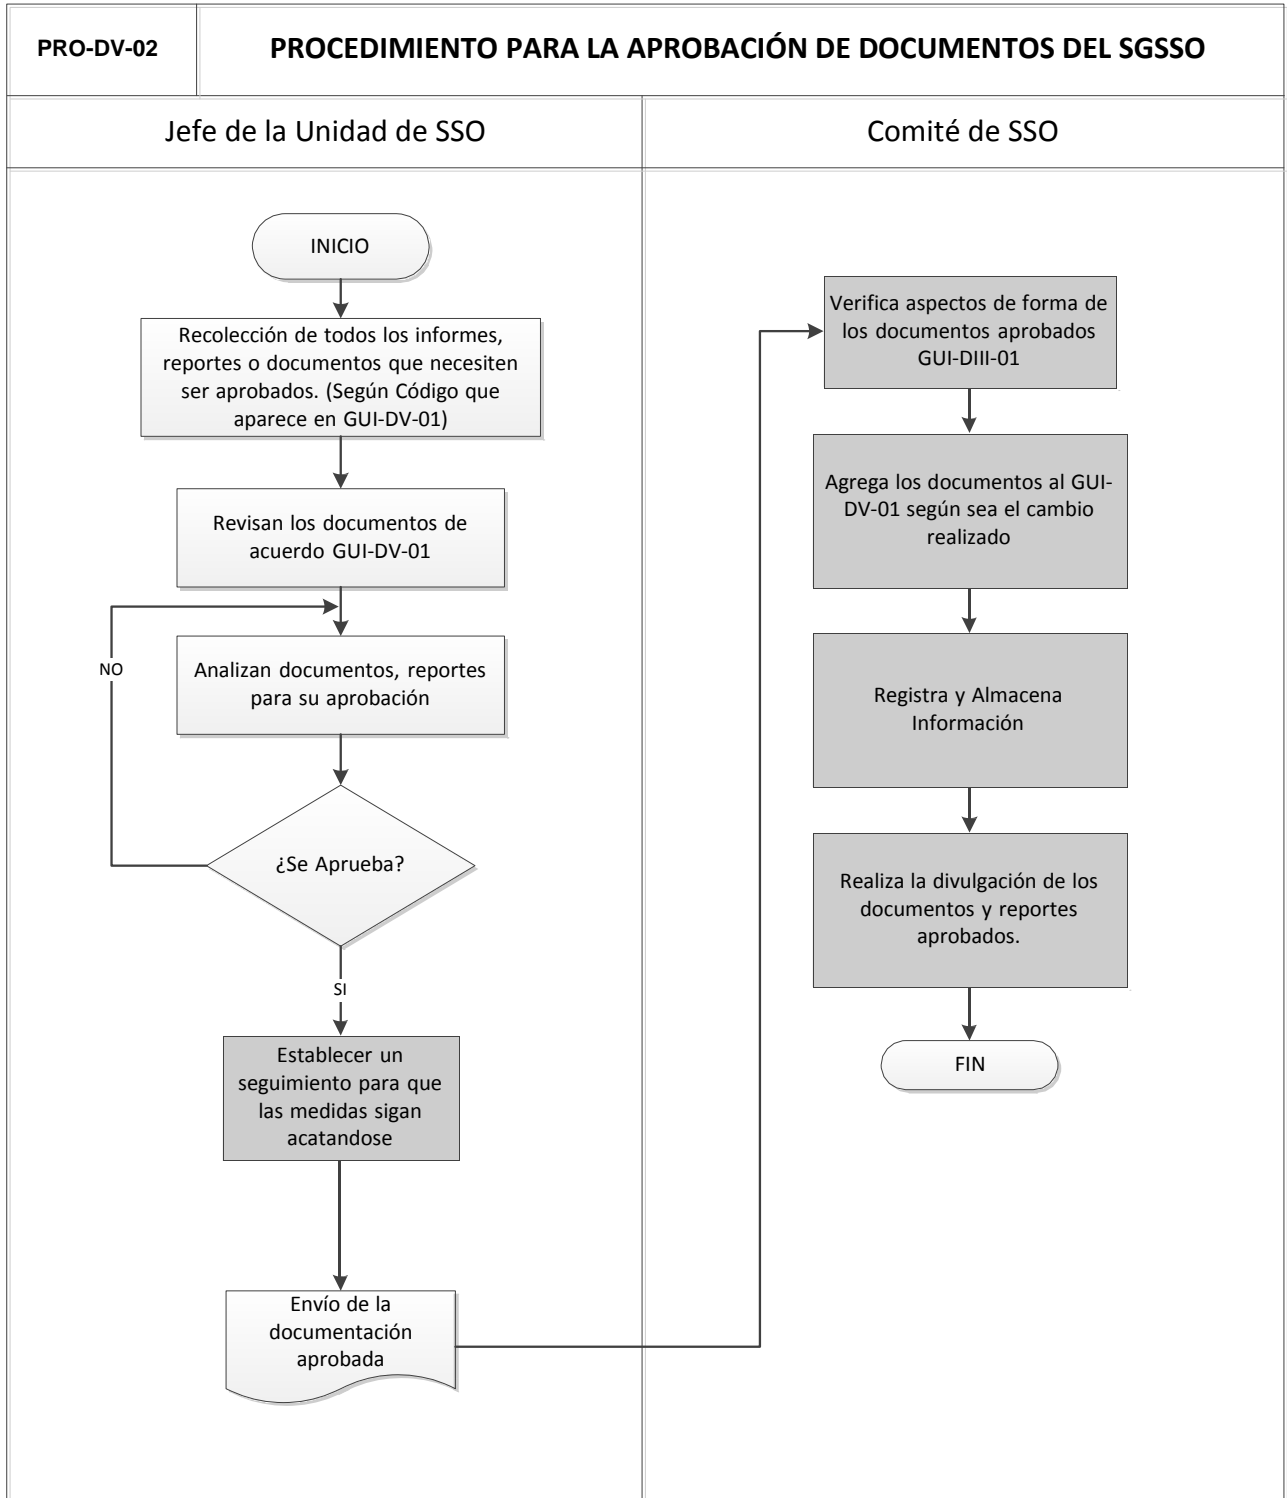 PRO-DV-02
PROCEDIMIENTO PARA LA APROBACIÓN DE DOCUMENTOS DEL SGSSO
Jefe de la Unidad de SSO
Comité de SSO
INICIO
Recolección de todos los informes,
reportes o documentos que necesiten
ser aprobados. (Según Código que
aparece en GUI-DV-01)
Revisan los documentos de
acuerdo GUI-DV-01
NO
Analizan documentos, reportes
para su aprobación
¿Se Aprueba?
SI
Establecer un
seguimiento para que
las medidas sigan
acatandose
Envío de la
documentación
aprobada
Verifica aspectos de forma de
los documentos aprobados
GUI-DIII-01
Agrega los documentos al GUI-
DV-01 según sea el cambio
realizado
Registra y Almacena
Información
Realiza la divulgación de los
documentos y reportes
aprobados.
FIN